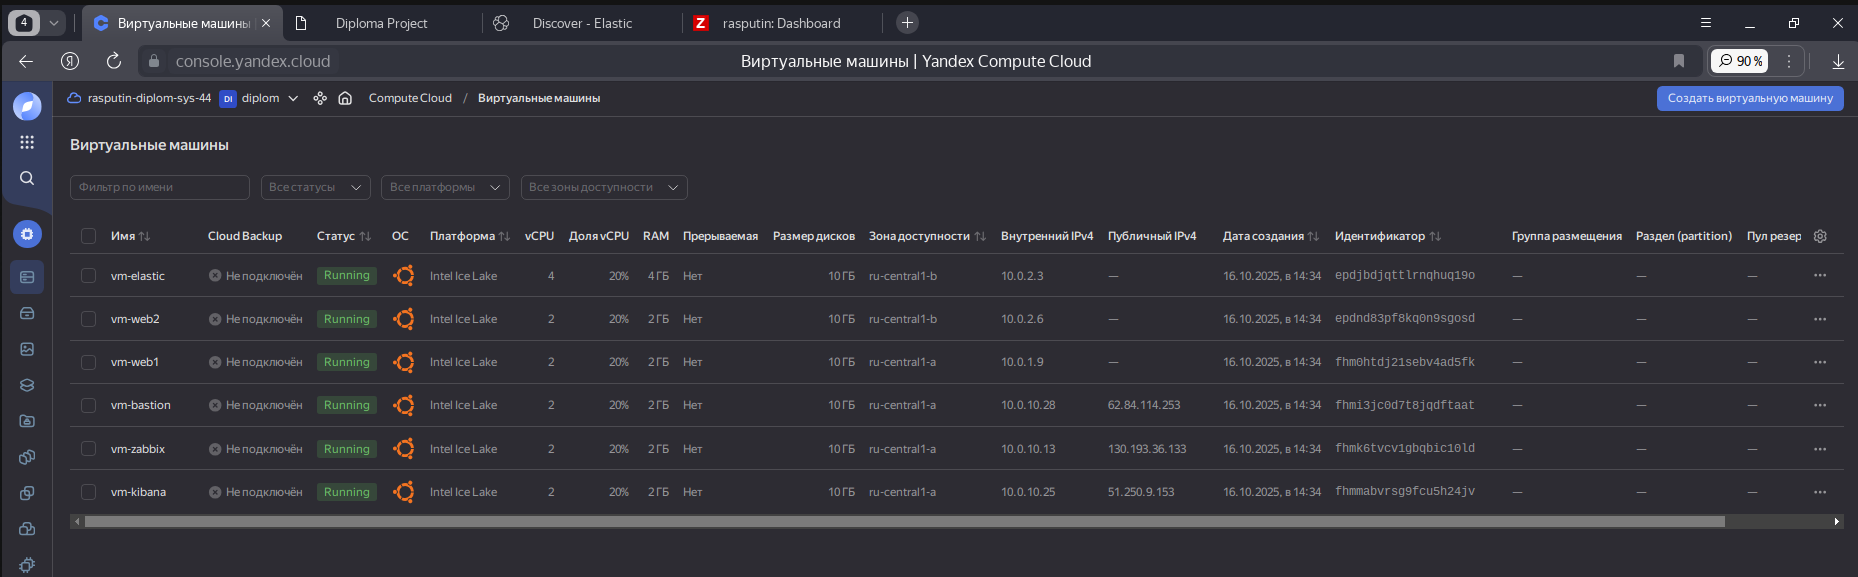 4 Виртуальные машины Diploma Project Discover - Elastic Z rasputin: Dashboard
Я console.yandex.cloud Виртуальные машины | Yandex Compute Cloud 90 %
rasputin-diplom-sys-44 DI diplom Compute Cloud / Виртуальные машины Создать виртуальную машину
Виртуальные машины
Фильтр по имени Все статусы Все платформы Все зоны доступности
Имя Cloud Backup Статус ОС Платформа vCPU Доля vCPU RAM Прерываемая Размер дисков Зона доступности Внутренний IPv4 Публичный IPv4 Дата создания Идентификатор Группа размещения Раздел (partition) Пул резер
vm-elastic Не подключён Running Intel Ice Lake 4 20% 4 ГБ Нет 10 ГБ ru-central1-b 10.0.2.3 — 16.10.2025, в 14:34 epdjbdjqttlrnqhuq19o — — —
vm-web2 Не подключён Running Intel Ice Lake 2 20% 2 ГБ Нет 10 ГБ ru-central1-b 10.0.2.6 — 16.10.2025, в 14:34 epdnd83pf8kq0n9sgosd — — —
vm-web1 Не подключён Running Intel Ice Lake 2 20% 2 ГБ Нет 10 ГБ ru-central1-a 10.0.1.9 — 16.10.2025, в 14:34 fhm0htdj21sebv4ad5fk — — —
vm-bastion Не подключён Running Intel Ice Lake 2 20% 2 ГБ Нет 10 ГБ ru-central1-a 10.0.10.28 62.84.114.253 16.10.2025, в 14:34 fhmi3jc0d7t8jqdftaat — — —
vm-zabbix Не подключён Running Intel Ice Lake 2 20% 2 ГБ Нет 10 ГБ ru-central1-a 10.0.10.13 130.193.36.133 16.10.2025, в 14:34 fhmk6tvcv1gbqbic10ld — — —
vm-kibana Не подключён Running Intel Ice Lake 2 20% 2 ГБ Нет 10 ГБ ru-central1-a 10.0.10.25 51.250.9.153 16.10.2025, в 14:34 fhmmabvrsg9fcu5h24jv — — —